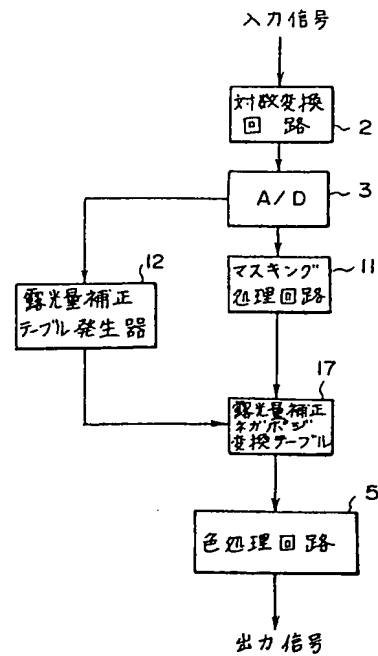 入力信号
対数変換
回路
2
A/D
3
12
マスキング
処理回路
11
露光量補正
テーブル発生器
17
露光量補正
ネガポジ
変換テーブル
5
色処理回路
出力信号